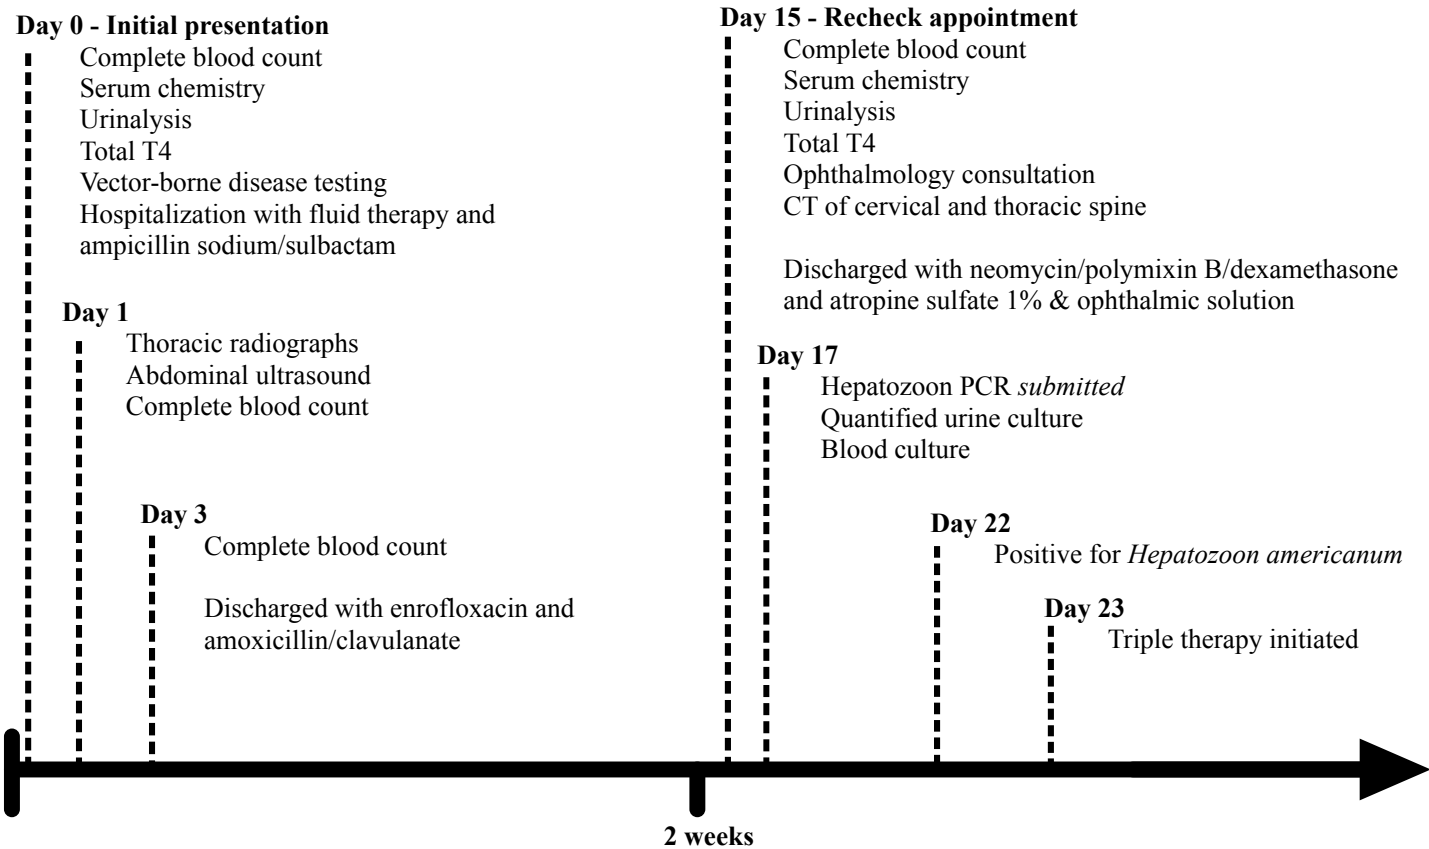 Day 0 - Initial presentation
Complete blood count
Serum chemistry
Urinalysis
Total T4
Vector-borne disease testing
Hospitalization with fluid therapy and
ampicillin sodium/sulbactam
Day 1
Thoracic radiographs
Abdominal ultrasound
Complete blood count
Day 3
Complete blood count
Discharged with enrofloxacin and
amoxicillin/clavulanate
Day 15 - Recheck appointment
Complete blood count
Serum chemistry
Urinalysis
Total T4
Ophthalmology consultation
CT of cervical and thoracic spine
Discharged with neomycin/polymixin B/dexamethasone
and atropine sulfate 1% & ophthalmic solution
Day 17
Hepatozoon PCR submitted
Quantified urine culture
Blood culture
Day 22
Positive for Hepatozoon americanum
Day 23
Triple therapy initiated
2 weeks